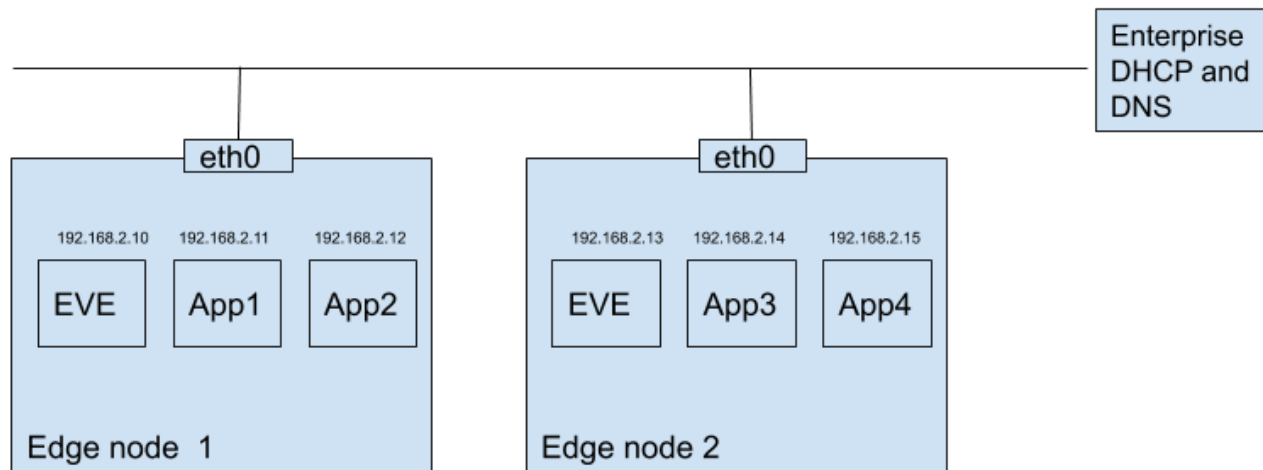 Enterprise
DHCP and
DNS
eth0
eth0
192.168.2.10 192.168.2.11 192.168.2.12
192.168.2.13 192.168.2.14 192.168.2.15
EVE App1 App2
EVE App3 App4
Edge node 1
Edge node 2